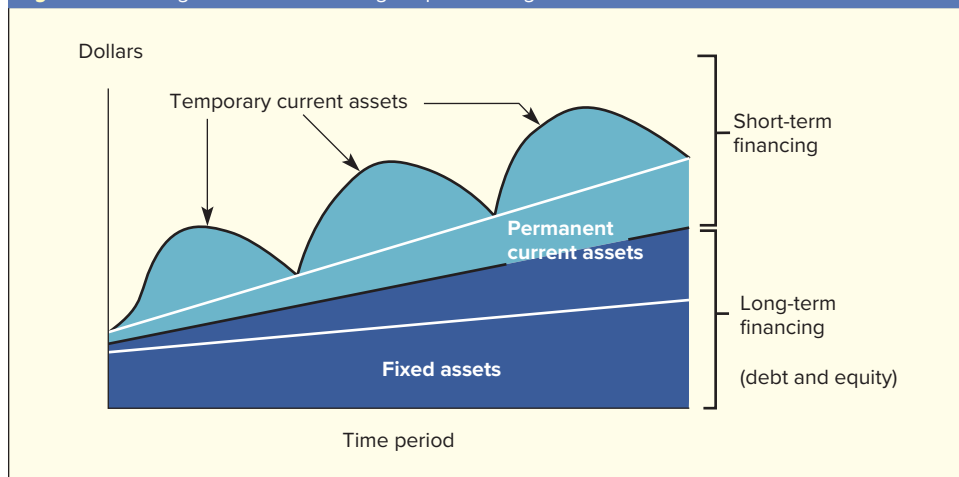 Dollars
Temporary current assets
Short-term
financing
Permanent
current assets
Long-term
financing
Fixed assets
(debt and equity)
Time period